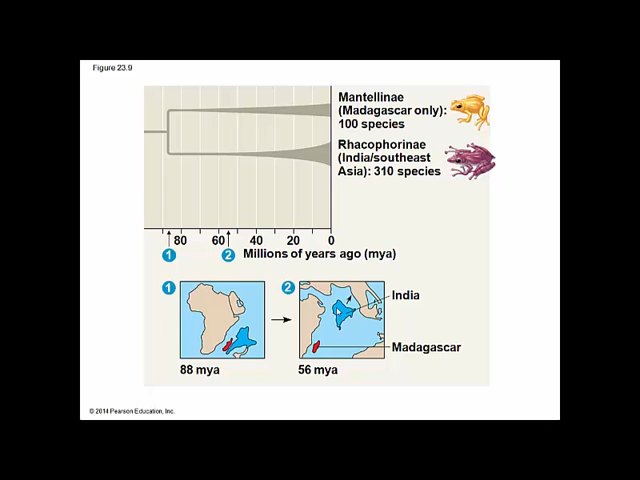 Figure 23.9
Mantellinae
(Madagascar only):
100 species
Rhacophorinae
(India/southeast
Asia): 310 species
80 60 40 20 0
1 2 Millions of years ago (mya)
1 2
India
Madagascar
88 mya 56 mya
© 2014 Pearson Education, Inc.